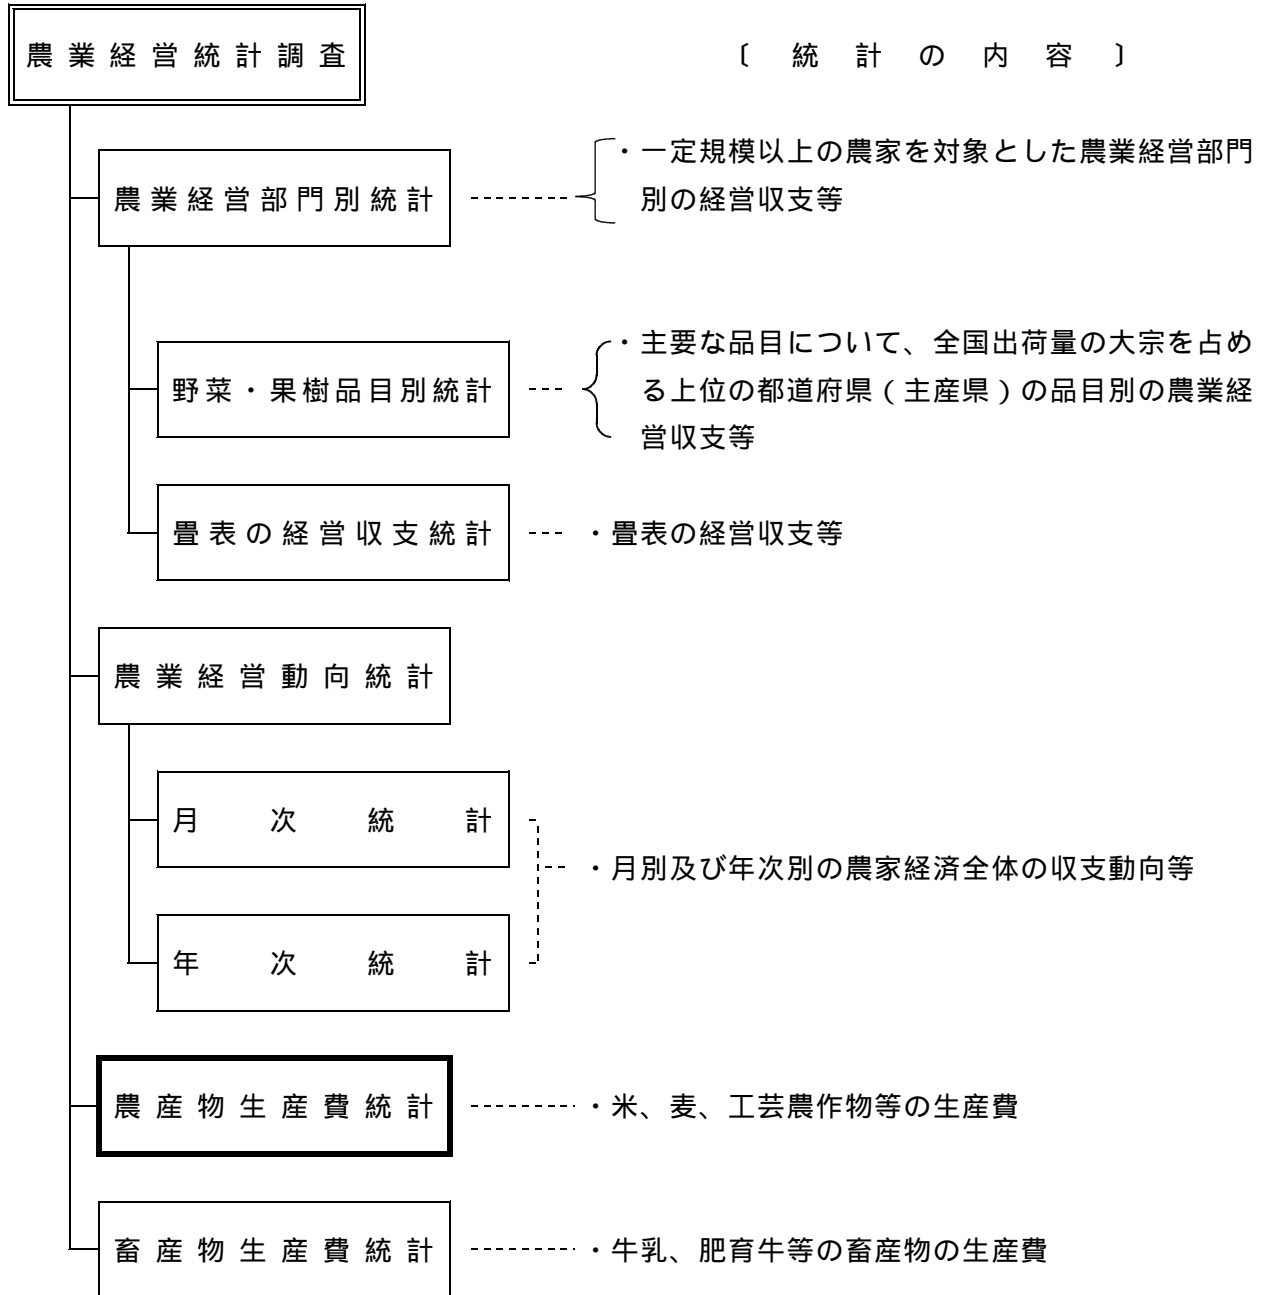 農業経営統計調査
〔統計の内容〕
農業経営部門別統計
・一定規模以上の農家を対象とした農業経営部門
別の経営収支等
野菜・果樹品目別統計
・主要な品目について、全国出荷量の大宗を占め
る上位の都道府県（主産県）の品目別の農業経
営収支等
畳表の経営収支統計
・畳表の経営収支等
農業経営動向統計
月次統計
・月別及び年次別の農家経済全体の収支動向等
年次統計
農産物生産費統計
・米、麦、工芸農作物等の生産費
畜産物生産費統計
・牛乳、肥育牛等の畜産物の生産費